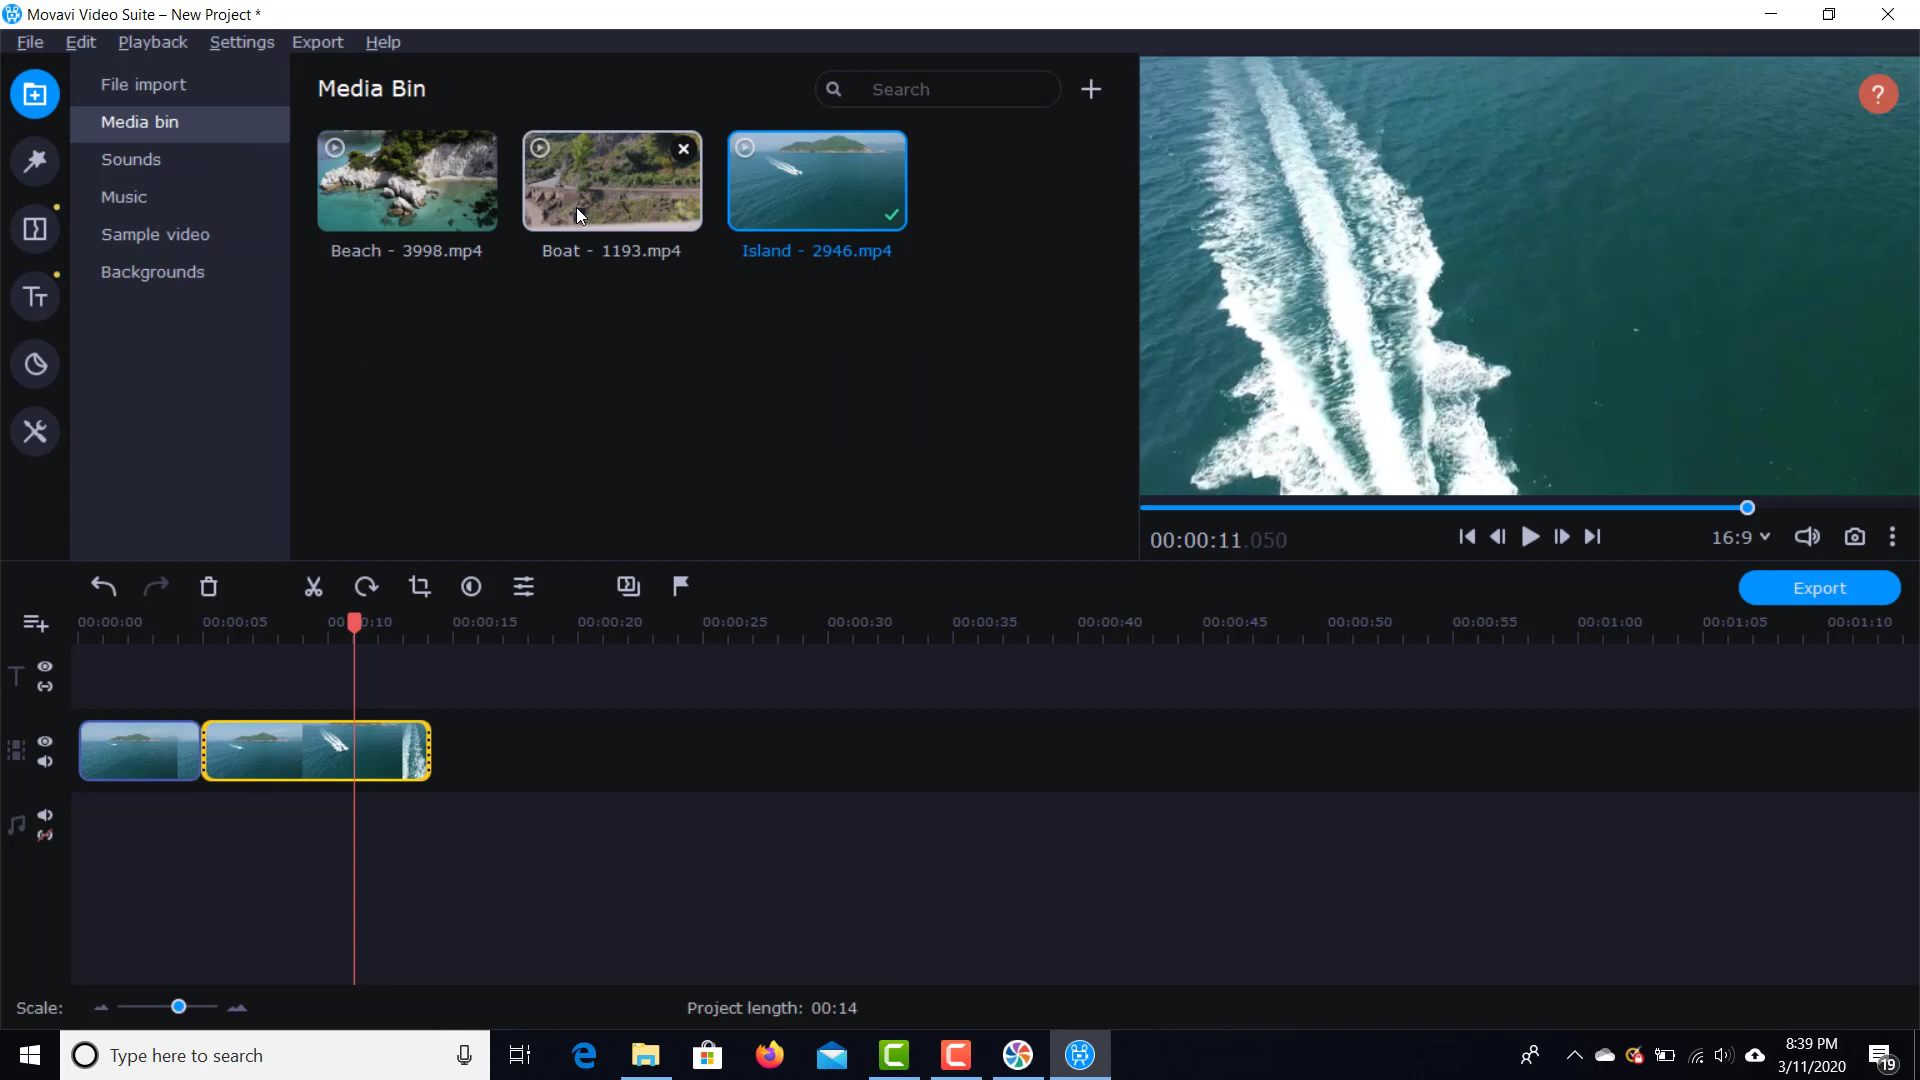 Movavi Video Suite – New Project *
File Edit Playback Settings Export Help
File import
Media bin
Sounds
Music
Sample video
Backgrounds
Media Bin
Search
Beach - 3998.mp4
Boat - 1193.mp4
Island - 2946.mp4
?
00:00:11.050
16:9
Export
00:00:00 00:00:05 00:00:10 00:00:15 00:00:20 00:00:25 00:00:30 00:00:35 00:00:40 00:00:45 00:00:50 00:00:55 00:01:00 00:01:05 00:01:10
Scale:
Project length: 00:14
Type here to search
8:39 PM
3/11/2020
19